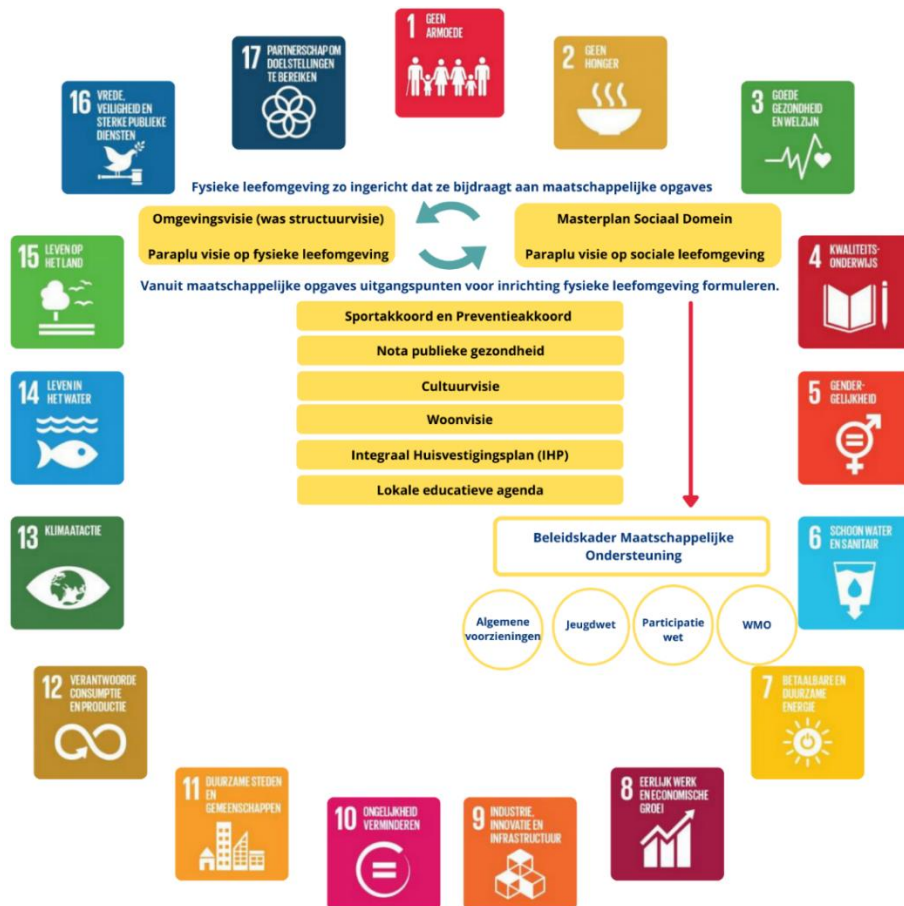 1 GEEN
ARMOEDE
2 GEEN
HONGER
3 GOEDE
GEZONDHEID
EN WELZIJN
4 KWALITEITS-
ONDERWIJS
5 GENDER-
GELIJKHEID
6 SCHOON WATER
EN SANITAIR
7 BETAALBARE EN
DUURZAME
ENERGIE
8 EERLIJK WERK
EN ECONOMISCHE
GROEI
9 INDUSTRIE,
INNOVATIE EN
INFRASTRUCTUUR
10 ONGELIJKHEID
VERMINDEREN
11 DUURZAME STEDEN
EN
GEMEENSCHAPPEN
12 VERANTWOORDE
CONSUMPTIE
EN PRODUCTIE
13 KLIMAATACTIE
14 LEVEN IN
HET WATER
15 LEVEN OP
HET LAND
16 VREDE,
VEILIGHEID EN
STERKE PUBLIEKE
DIENSTEN
17 PARTNERSCHAP OM
DOELSTELLINGEN
TE BEREIKEN
Fysieke leefomgeving zo ingericht dat ze bijdraagt aan maatschappelijke opgaves
Omgevingsvisie (was structuurvisie)
Paraplu visie op fysieke leefomgeving
Masterplan Sociaal Domein
Paraplu visie op sociale leefomgeving
Vanuit maatschappelijke opgaves uitgangspunten voor inrichting fysieke leefomgeving formuleren.
Sportakkoord en Preventieakkoord
Nota publieke gezondheid
Cultuurvisie
Woonvisie
Integraal Huisvestigingsplan (IHP)
Lokale educatieve agenda
Beleidskader Maatschappelijke
Ondersteuning
Algemene
voorzieningen
Jeugdwet
Participatie
wet
WMO